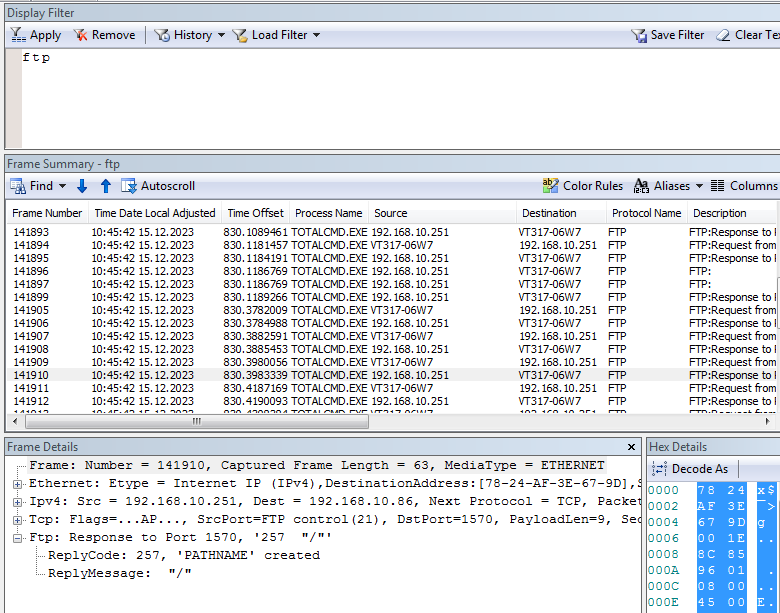 Display Filter
Apply Remove History Load Filter Save Filter Clear Te
ftp
Frame Summary - ftp
Find Autoscroll Color Rules Aliases Columns
Frame Number Time Date Local Adjusted Time Offset Process Name Source Destination Protocol Name Description
141893 10:45:42 15.12.2023 830.1089461 TOTALCMD.EXE 192.168.10.251 VT317-06W7 FTP FTP:Response to
141894 10:45:42 15.12.2023 830.1181457 TOTALCMD.EXE VT317-06W7 192.168.10.251 FTP FTP:Request from
141895 10:45:42 15.12.2023 830.1184191 TOTALCMD.EXE 192.168.10.251 VT317-06W7 FTP FTP:Response to
141896 10:45:42 15.12.2023 830.1186769 TOTALCMD.EXE 192.168.10.251 VT317-06W7 FTP FTP:
141897 10:45:42 15.12.2023 830.1186769 TOTALCMD.EXE 192.168.10.251 VT317-06W7 FTP FTP:
141899 10:45:42 15.12.2023 830.1189266 TOTALCMD.EXE 192.168.10.251 VT317-06W7 FTP FTP:Response to
141905 10:45:42 15.12.2023 830.3782009 TOTALCMD.EXE VT317-06W7 192.168.10.251 FTP FTP:Request from
141906 10:45:42 15.12.2023 830.3784988 TOTALCMD.EXE 192.168.10.251 VT317-06W7 FTP FTP:Response to
141907 10:45:42 15.12.2023 830.3882591 TOTALCMD.EXE VT317-06W7 192.168.10.251 FTP FTP:Request from
141908 10:45:42 15.12.2023 830.3885453 TOTALCMD.EXE 192.168.10.251 VT317-06W7 FTP FTP:Response to
141909 10:45:42 15.12.2023 830.3980056 TOTALCMD.EXE VT317-06W7 192.168.10.251 FTP FTP:Request from
141910 10:45:42 15.12.2023 830.3983339 TOTALCMD.EXE 192.168.10.251 VT317-06W7 FTP FTP:Response to
141911 10:45:42 15.12.2023 830.4187169 TOTALCMD.EXE VT317-06W7 192.168.10.251 FTP FTP:Request from
141912 10:45:42 15.12.2023 830.4190093 TOTALCMD.EXE 192.168.10.251 VT317-06W7 FTP FTP:Response to
Frame Details
Frame: Number = 141910, Captured Frame Length = 63, MediaType = ETHERNET
Ethernet: Etype = Internet IP (IPv4),DestinationAddress:[78-24-AF-3E-67-9D],
Ipv4: Src = 192.168.10.251, Dest = 192.168.10.86, Next Protocol = TCP, Packet
Tcp: Flags=...AP..., SrcPort=FTP control(21), DstPort=1570, PayloadLen=9, Se
Ftp: Response to Port 1570, '257 "/"'
ReplyCode: 257, 'PATHNAME' created
ReplyMessage: "/"
Hex Details
Decode As
0000 78 24 x$
0002 AF 3E ¯>
0004 67 9D g
0006 00 1E ..
0008 8C 85
000A 96 01 .
000C 08 00 ..
000E 45 00 E.